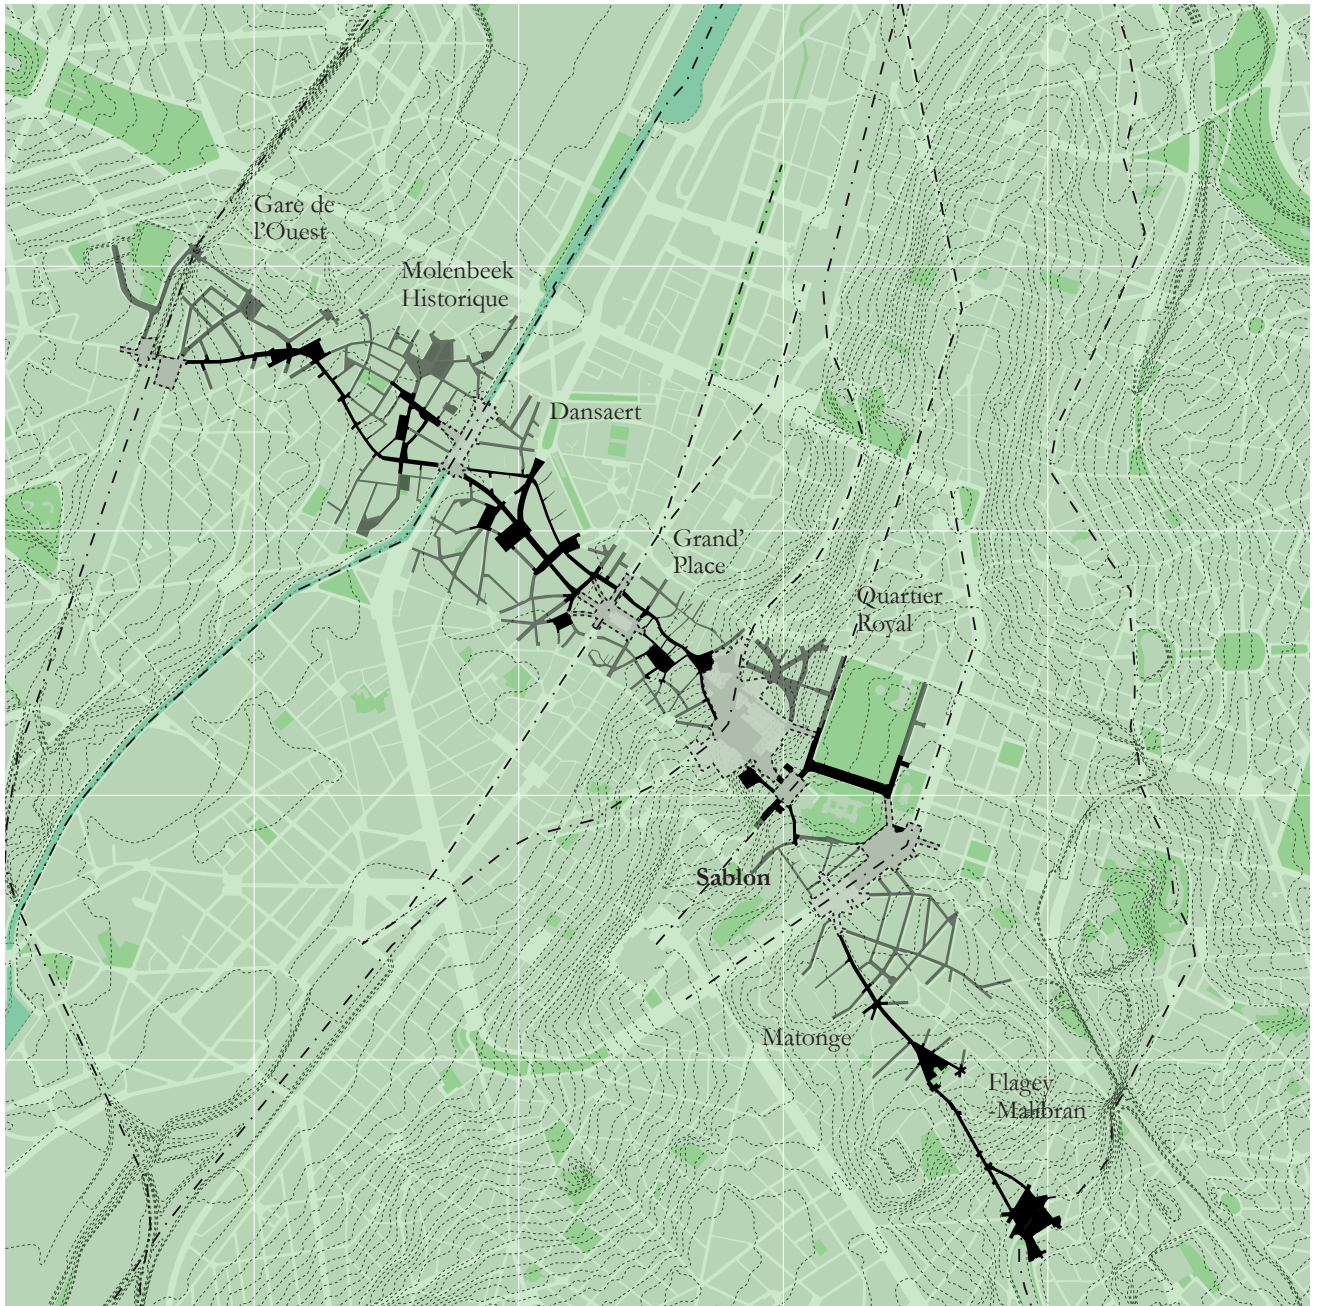 Gare de
l'Ouest
Molenbeek
Historique
Dansaert
Grand'
Place
Quartier
Royal
Sablon
Matonge
Flagey
-Malibran